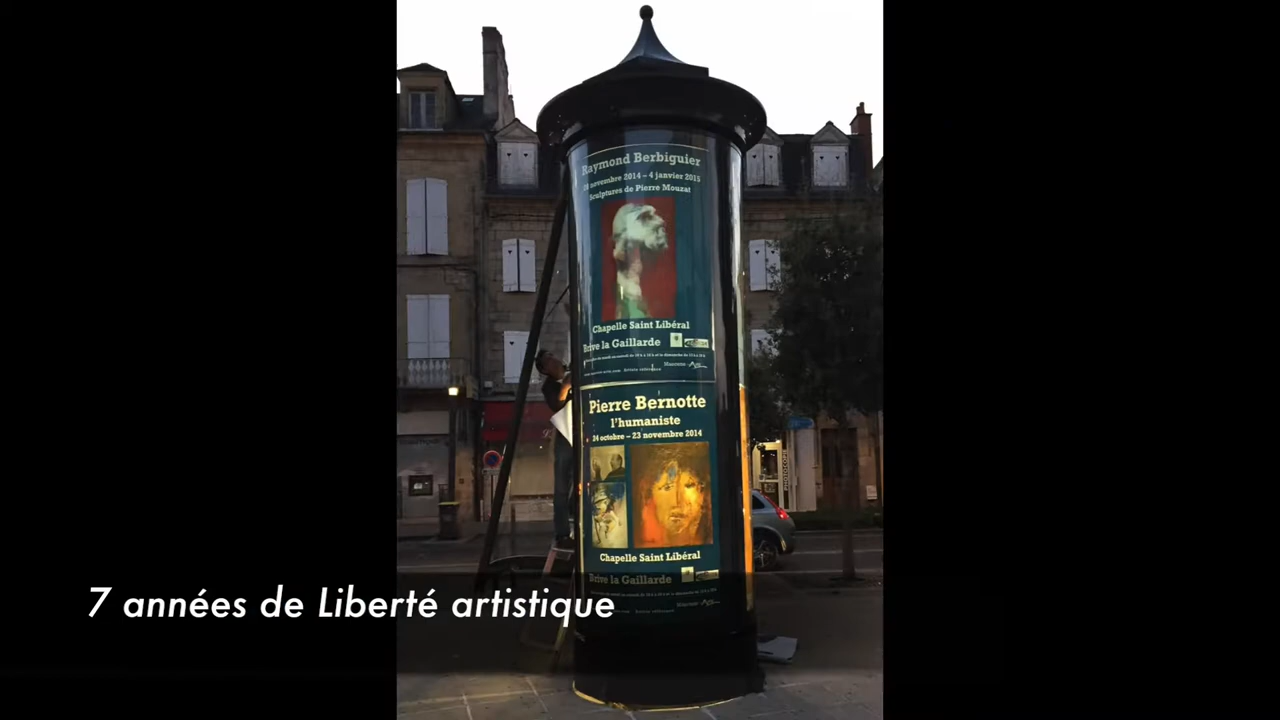 Raymond Berbiguier
novembre 2014 – 4 janvier 2015
Sculptures de Pierre Mouzat
Chapelle Saint Libéral
Brive la Gaillarde
Pierre Bernotte
l'humaniste
24 octobre – 23 novembre 2014
Chapelle Saint Libéral
Brive la Gaillarde
PHOTOCOPIE
7 années de Liberté artistique